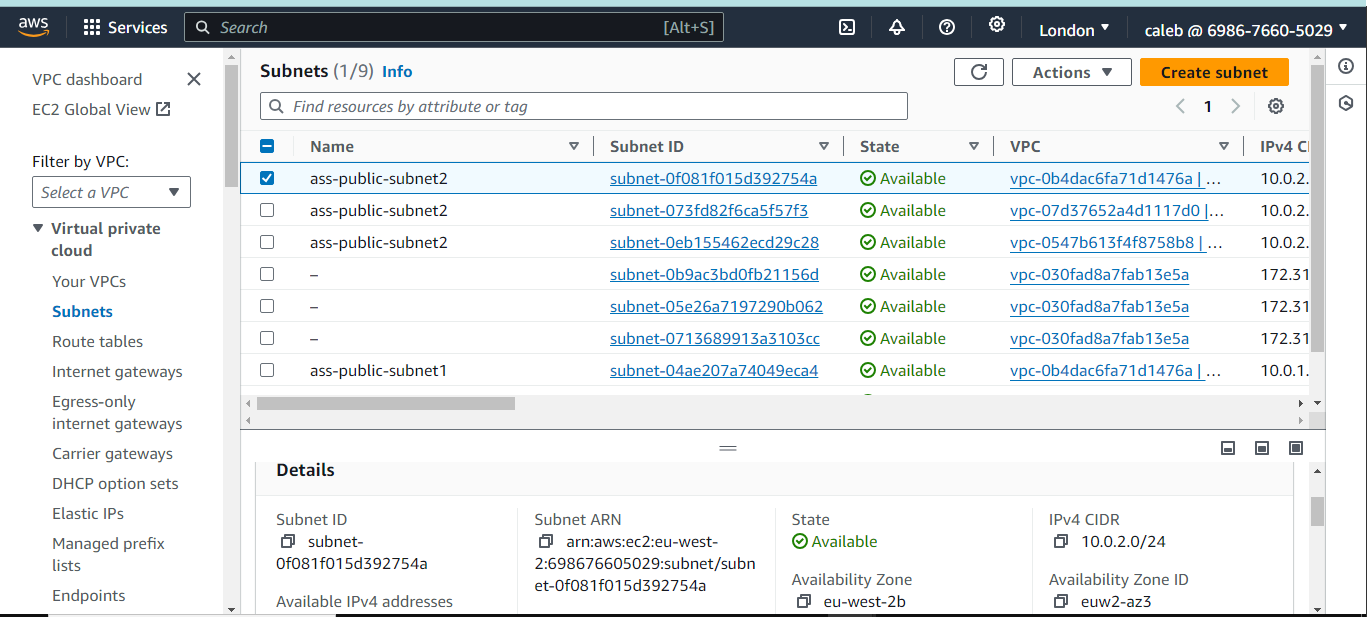 aws
Services
Search
[Alt+S]
London
caleb @ 6986-7660-5029
VPC dashboard
EC2 Global View
Filter by VPC:
Select a VPC
Virtual private
cloud
Your VPCs
Subnets
Route tables
Internet gateways
Egress-only
internet gateways
Carrier gateways
DHCP option sets
Elastic IPs
Managed prefix
lists
Endpoints
Subnets (1/9) Info
Actions
Create subnet
Find resources by attribute or tag
1
Name Subnet ID State VPC IPv4 CI
ass-public-subnet2 subnet-0f081f015d392754a Available vpc-0b4dac6fa71d1476a | … 10.0.2.
ass-public-subnet2 subnet-073fd82f6ca5f57f3 Available vpc-07d37652a4d1117d0 |… 10.0.2.
ass-public-subnet2 subnet-0eb155462ecd29c28 Available vpc-0547b613f4f8758b8 | … 10.0.2.
– subnet-0b9ac3bd0fb21156d Available vpc-030fad8a7fab13e5a 172.31
– subnet-05e26a7197290b062 Available vpc-030fad8a7fab13e5a 172.31
– subnet-0713689913a3103cc Available vpc-030fad8a7fab13e5a 172.31
ass-public-subnet1 subnet-04ae207a74049eca4 Available vpc-0b4dac6fa71d1476a | … 10.0.1.
Details
Subnet ID
subnet-
0f081f015d392754a
Available IPv4 addresses
Subnet ARN
arn:aws:ec2:eu-west-
2:698676605029:subnet/subn
et-0f081f015d392754a
State
Available
Availability Zone
eu-west-2b
IPv4 CIDR
10.0.2.0/24
Availability Zone ID
euw2-az3